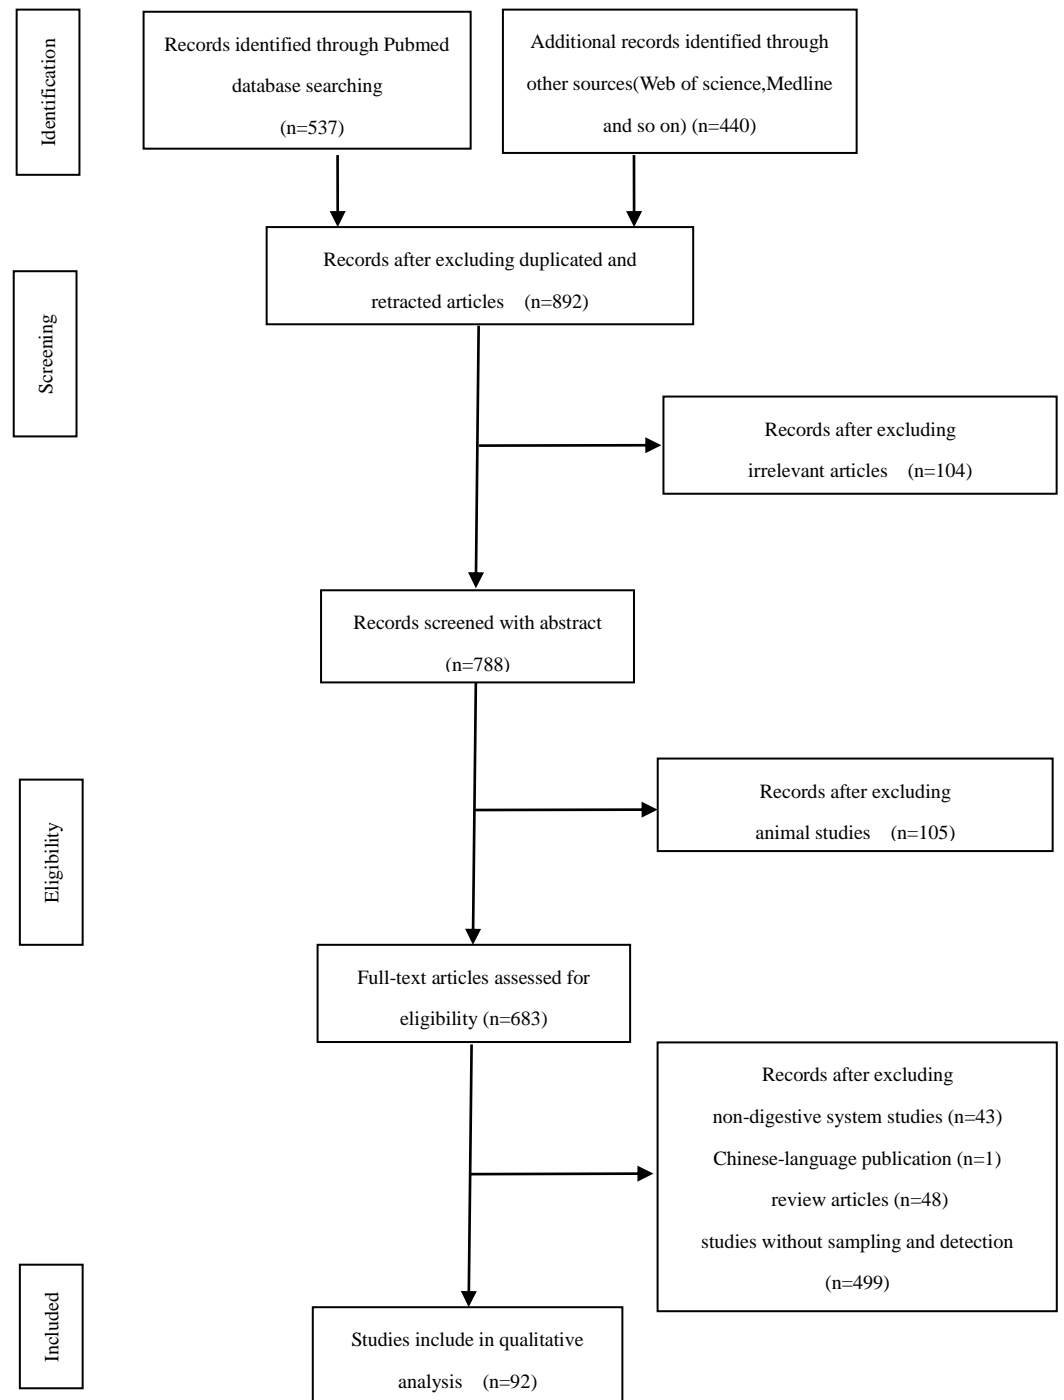 Identification
Records identified through Pubmed
database searching
(n=537)
Additional records identified through
other sources(Web of science,Medline
and so on) (n=440)
Records after excluding duplicated and
retracted articles (n=892)
Screening
Records after excluding
irrelevant articles (n=104)
Records screened with abstract
(n=788)
Eligibility
Records after excluding
animal studies (n=105)
Full-text articles assessed for
eligibility (n=683)
Records after excluding
non-digestive system studies (n=43)
Chinese-language publication (n=1)
review articles (n=48)
studies without sampling and detection
(n=499)
Included
Studies include in qualitative
analysis (n=92)